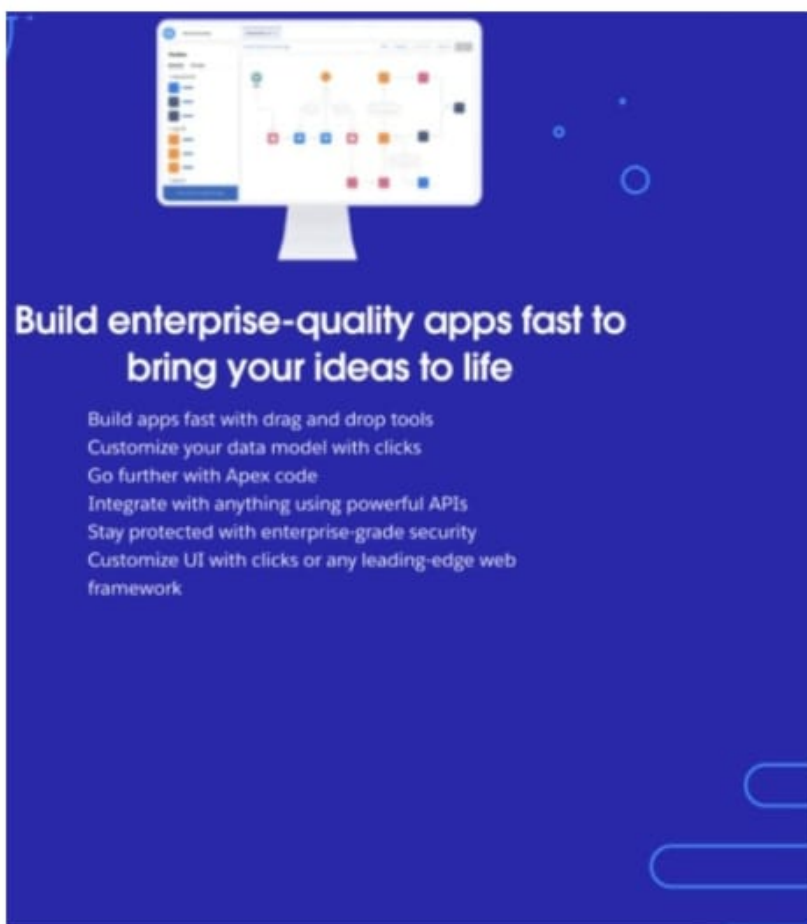 Build enterprise-quality apps fast to
bring your ideas to life
Build apps fast with drag and drop tools
Customize your data model with clicks
Go further with Apex code
Integrate with anything using powerful APIs
Stay protected with enterprise-grade security
Customize UI with clicks or any leading-edge web
framework